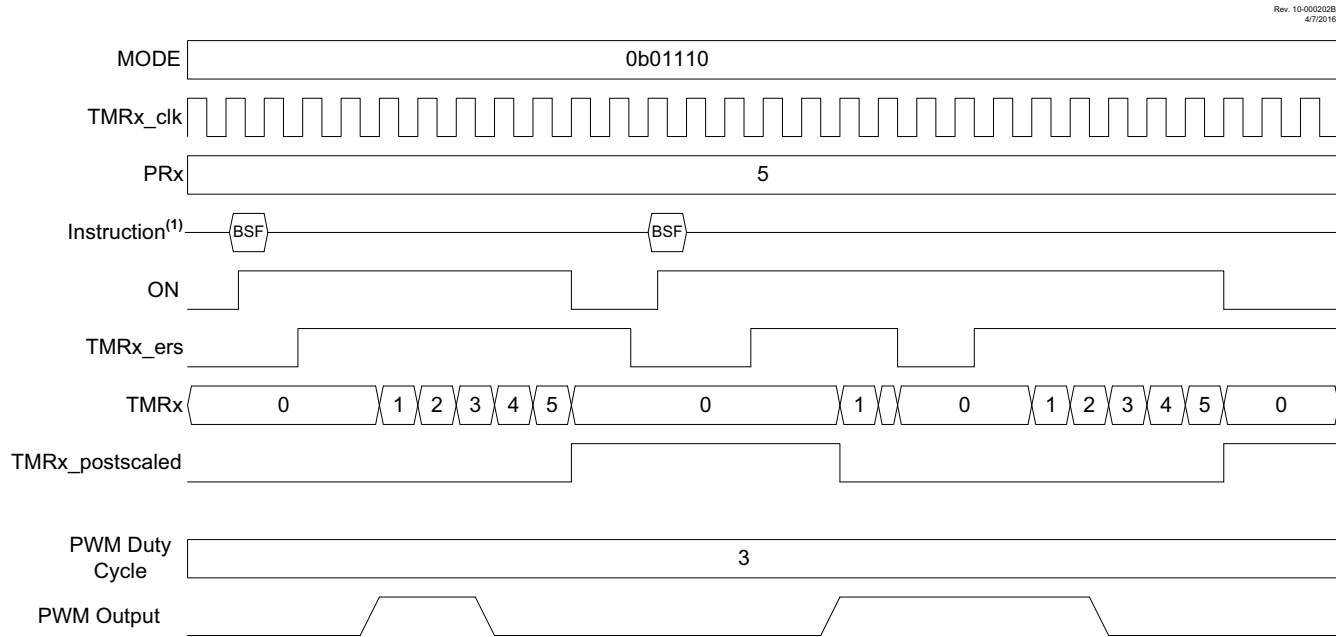 Rev. 10-000202B
4/7/2016
MODE 0b01110
TMRx_clk
PRx 5
Instruction(1) BSF BSF
ON
TMRx_ers
TMRx 0 1 2 3 4 5 0 1 0 1 2 3 4 5 0
TMRx_postscaled
PWM Duty
Cycle 3
PWM Output